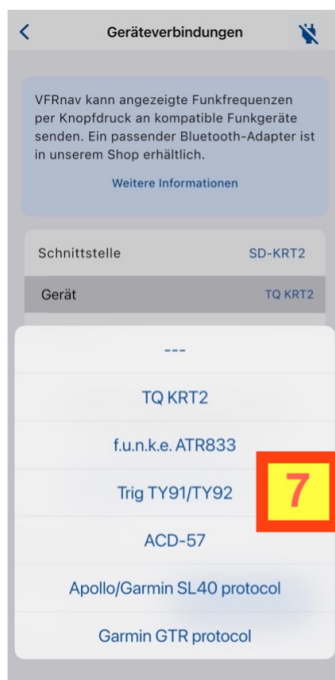 Geräteverbindungen
VFRnav kann angezeigte Funkfrequenzen
per Knopfdruck an kompatible Funkgeräte
senden. Ein passender Bluetooth-Adapter ist
in unserem Shop erhältlich.
Weitere Informationen
Schnittstelle SD-KRT2
Gerät TQ KRT2
---
TQ KRT2
f.u.n.k.e. ATR833
Trig TY91/TY92
7
ACD-57
Apollo/Garmin SL40 protocol
Garmin GTR protocol